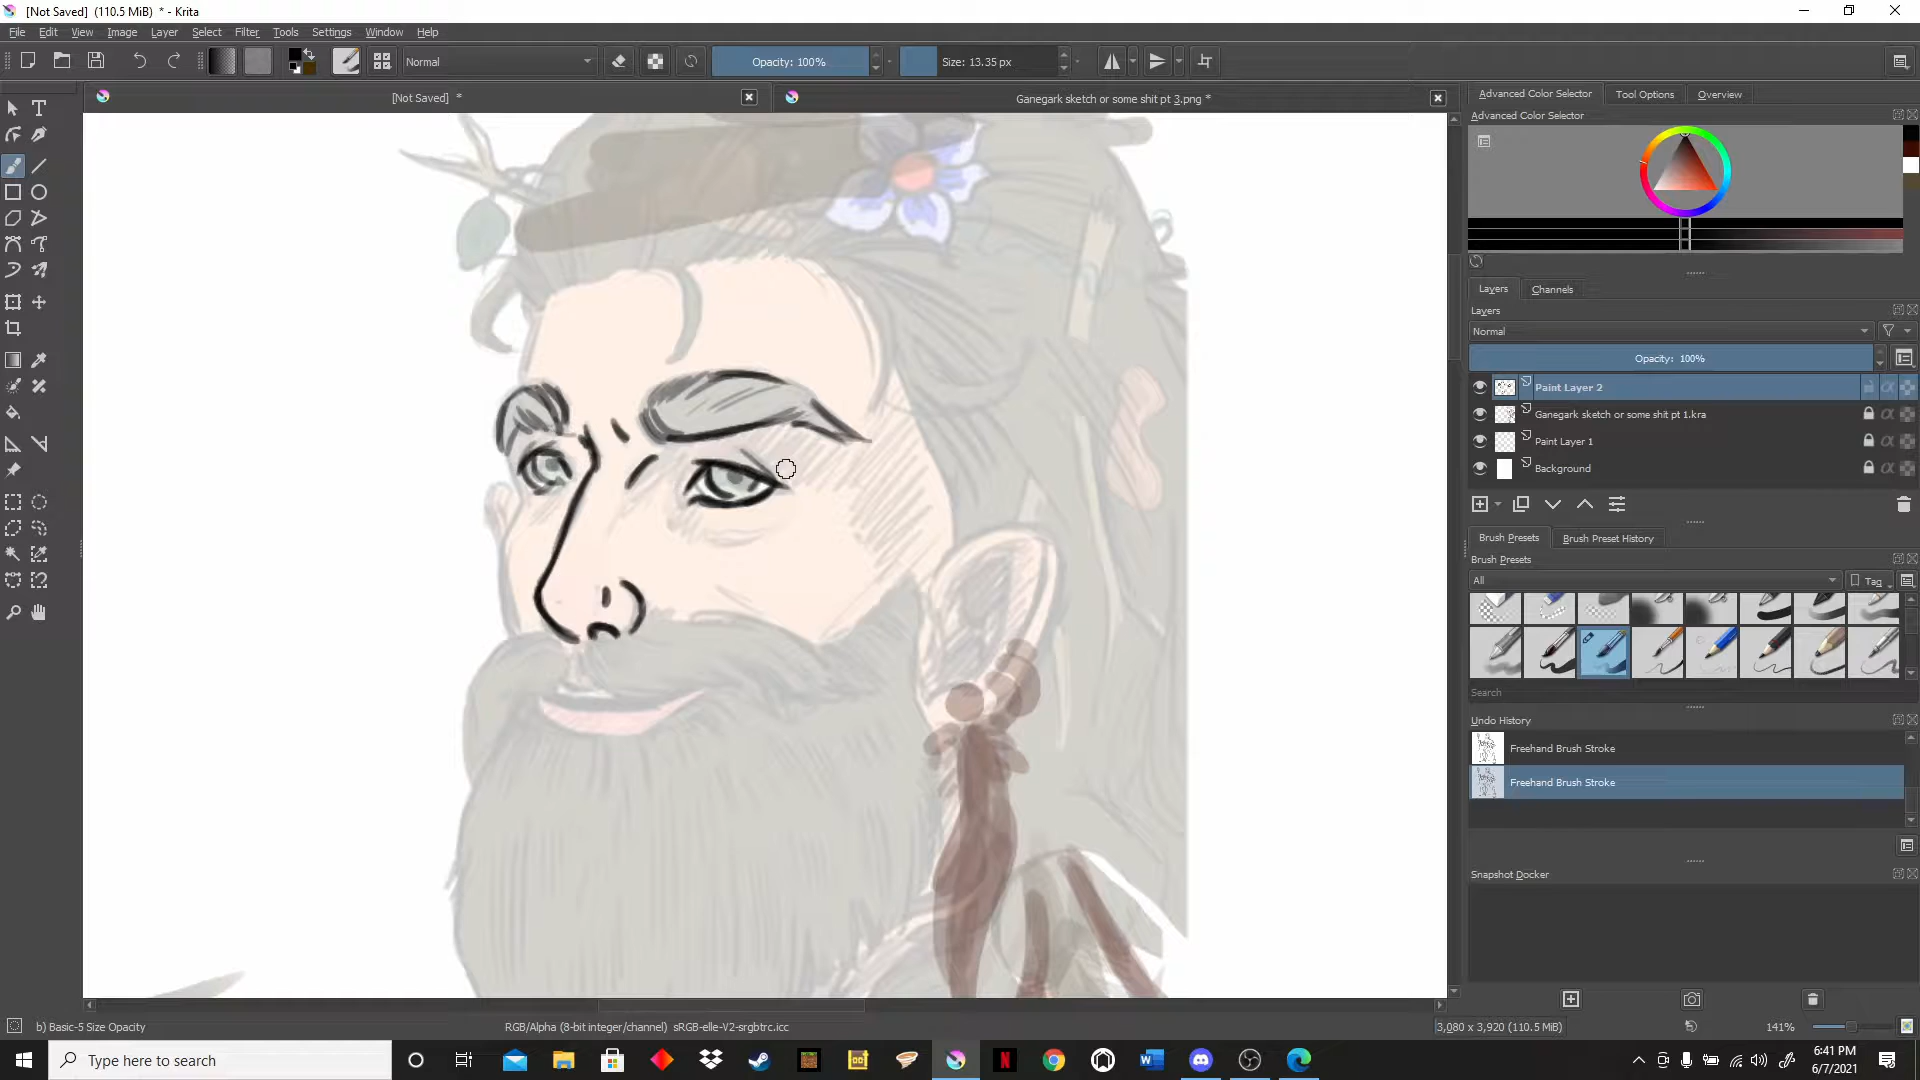 [Not Saved] (110.5 MiB) * - Krita
File Edit View Image Layer Select Filter Tools Settings Window Help
Normal Opacity: 100% Size: 13.35 px
[Not Saved] * Ganegark sketch or some shit pt 3.png *
Advanced Color Selector Tool Options Overview
Advanced Color Selector
Layers Channels
Layers
Normal
Opacity: 100%
Paint Layer 2
Ganegark sketch or some shit pt 1.kra
Paint Layer 1
Background
Brush Presets Brush Preset History
Brush Presets
All Tag
Search
Undo History
Freehand Brush Stroke
Freehand Brush Stroke
Snapshot Docker
b) Basic-5 Size Opacity RGB/Alpha (8-bit integer/channel) sRGB-elle-V2-srgbtrc.icc 3,080 x 3,920 (110.5 MiB) 141%
Type here to search
6:41 PM
6/7/2021